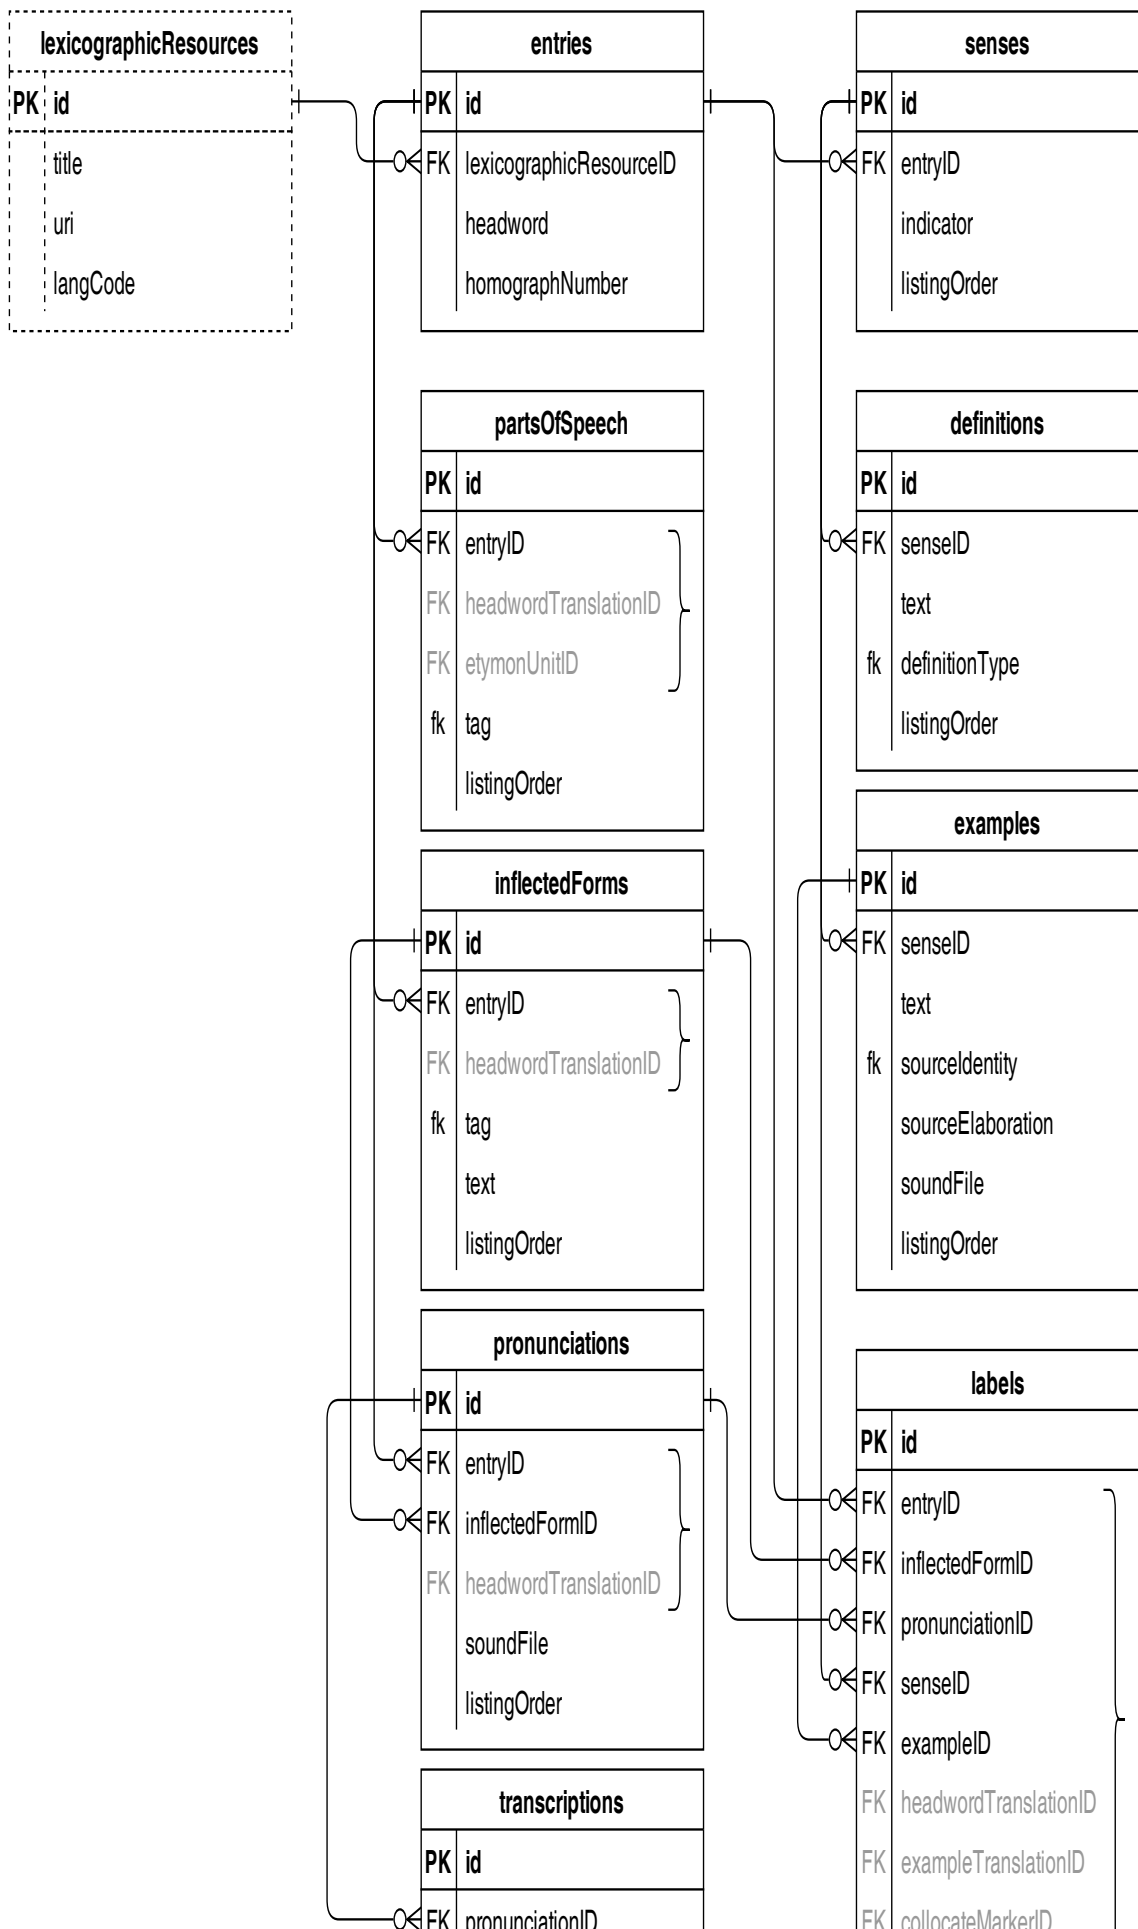 lexicographicResources
PK id
title
uri
langCode
entries
PK id
FK lexicographicResourceID
headword
homographNumber
partsOfSpeech
PK id
FK entryID
FK headwordTranslationID
FK etymonUnitID
fk tag
listingOrder
inflectedForms
PK id
FK entryID
FK headwordTranslationID
fk tag
text
listingOrder
pronunciations
PK id
FK entryID
FK inflectedFormID
FK headwordTranslationID
soundFile
listingOrder
transcriptions
PK id
FK pronunciationID
senses
PK id
FK entryID
indicator
listingOrder
definitions
PK id
FK senseID
text
fk definitionType
listingOrder
examples
PK id
FK senseID
text
fk sourceIdentity
sourceElaboration
soundFile
listingOrder
labels
PK id
FK entryID
FK inflectedFormID
FK pronunciationID
FK senseID
FK exampleID
FK headwordTranslationID
FK exampleTranslationID
FK collocateMarkerID